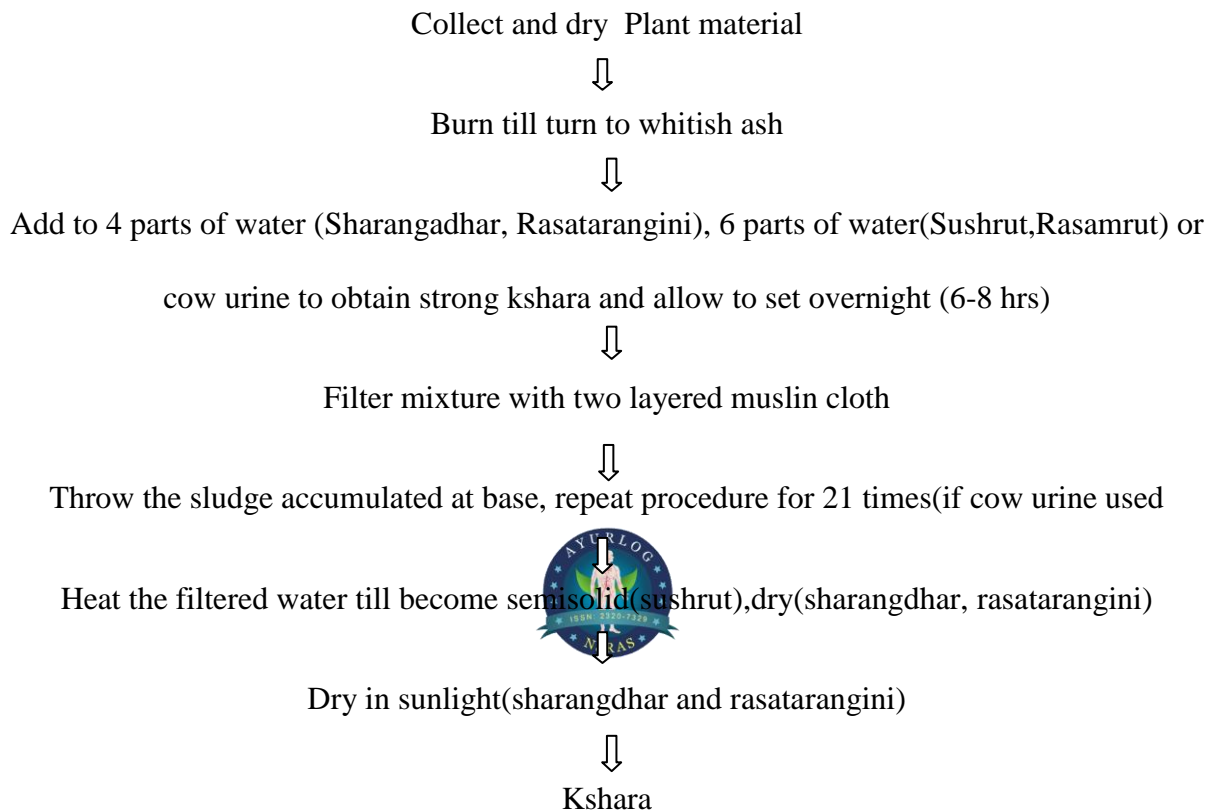 Collect and dry Plant material
Burn till turn to whitish ash
Add to 4 parts of water (Sharangadhar, Rasatarangini), 6 parts of water(Sushrut,Rasamrut) or
cow urine to obtain strong kshara and allow to set overnight (6-8 hrs)
Filter mixture with two layered muslin cloth
Throw the sludge accumulated at base, repeat procedure for 21 times(if cow urine used
AYURLOG
Heat the filtered water till become semisolid(sushrut),dry(sharangdhar, rasatarangini)
ISSN: 2320-7329
Dry in sunlight(sharangdhar and rasatarangini)
Kshara